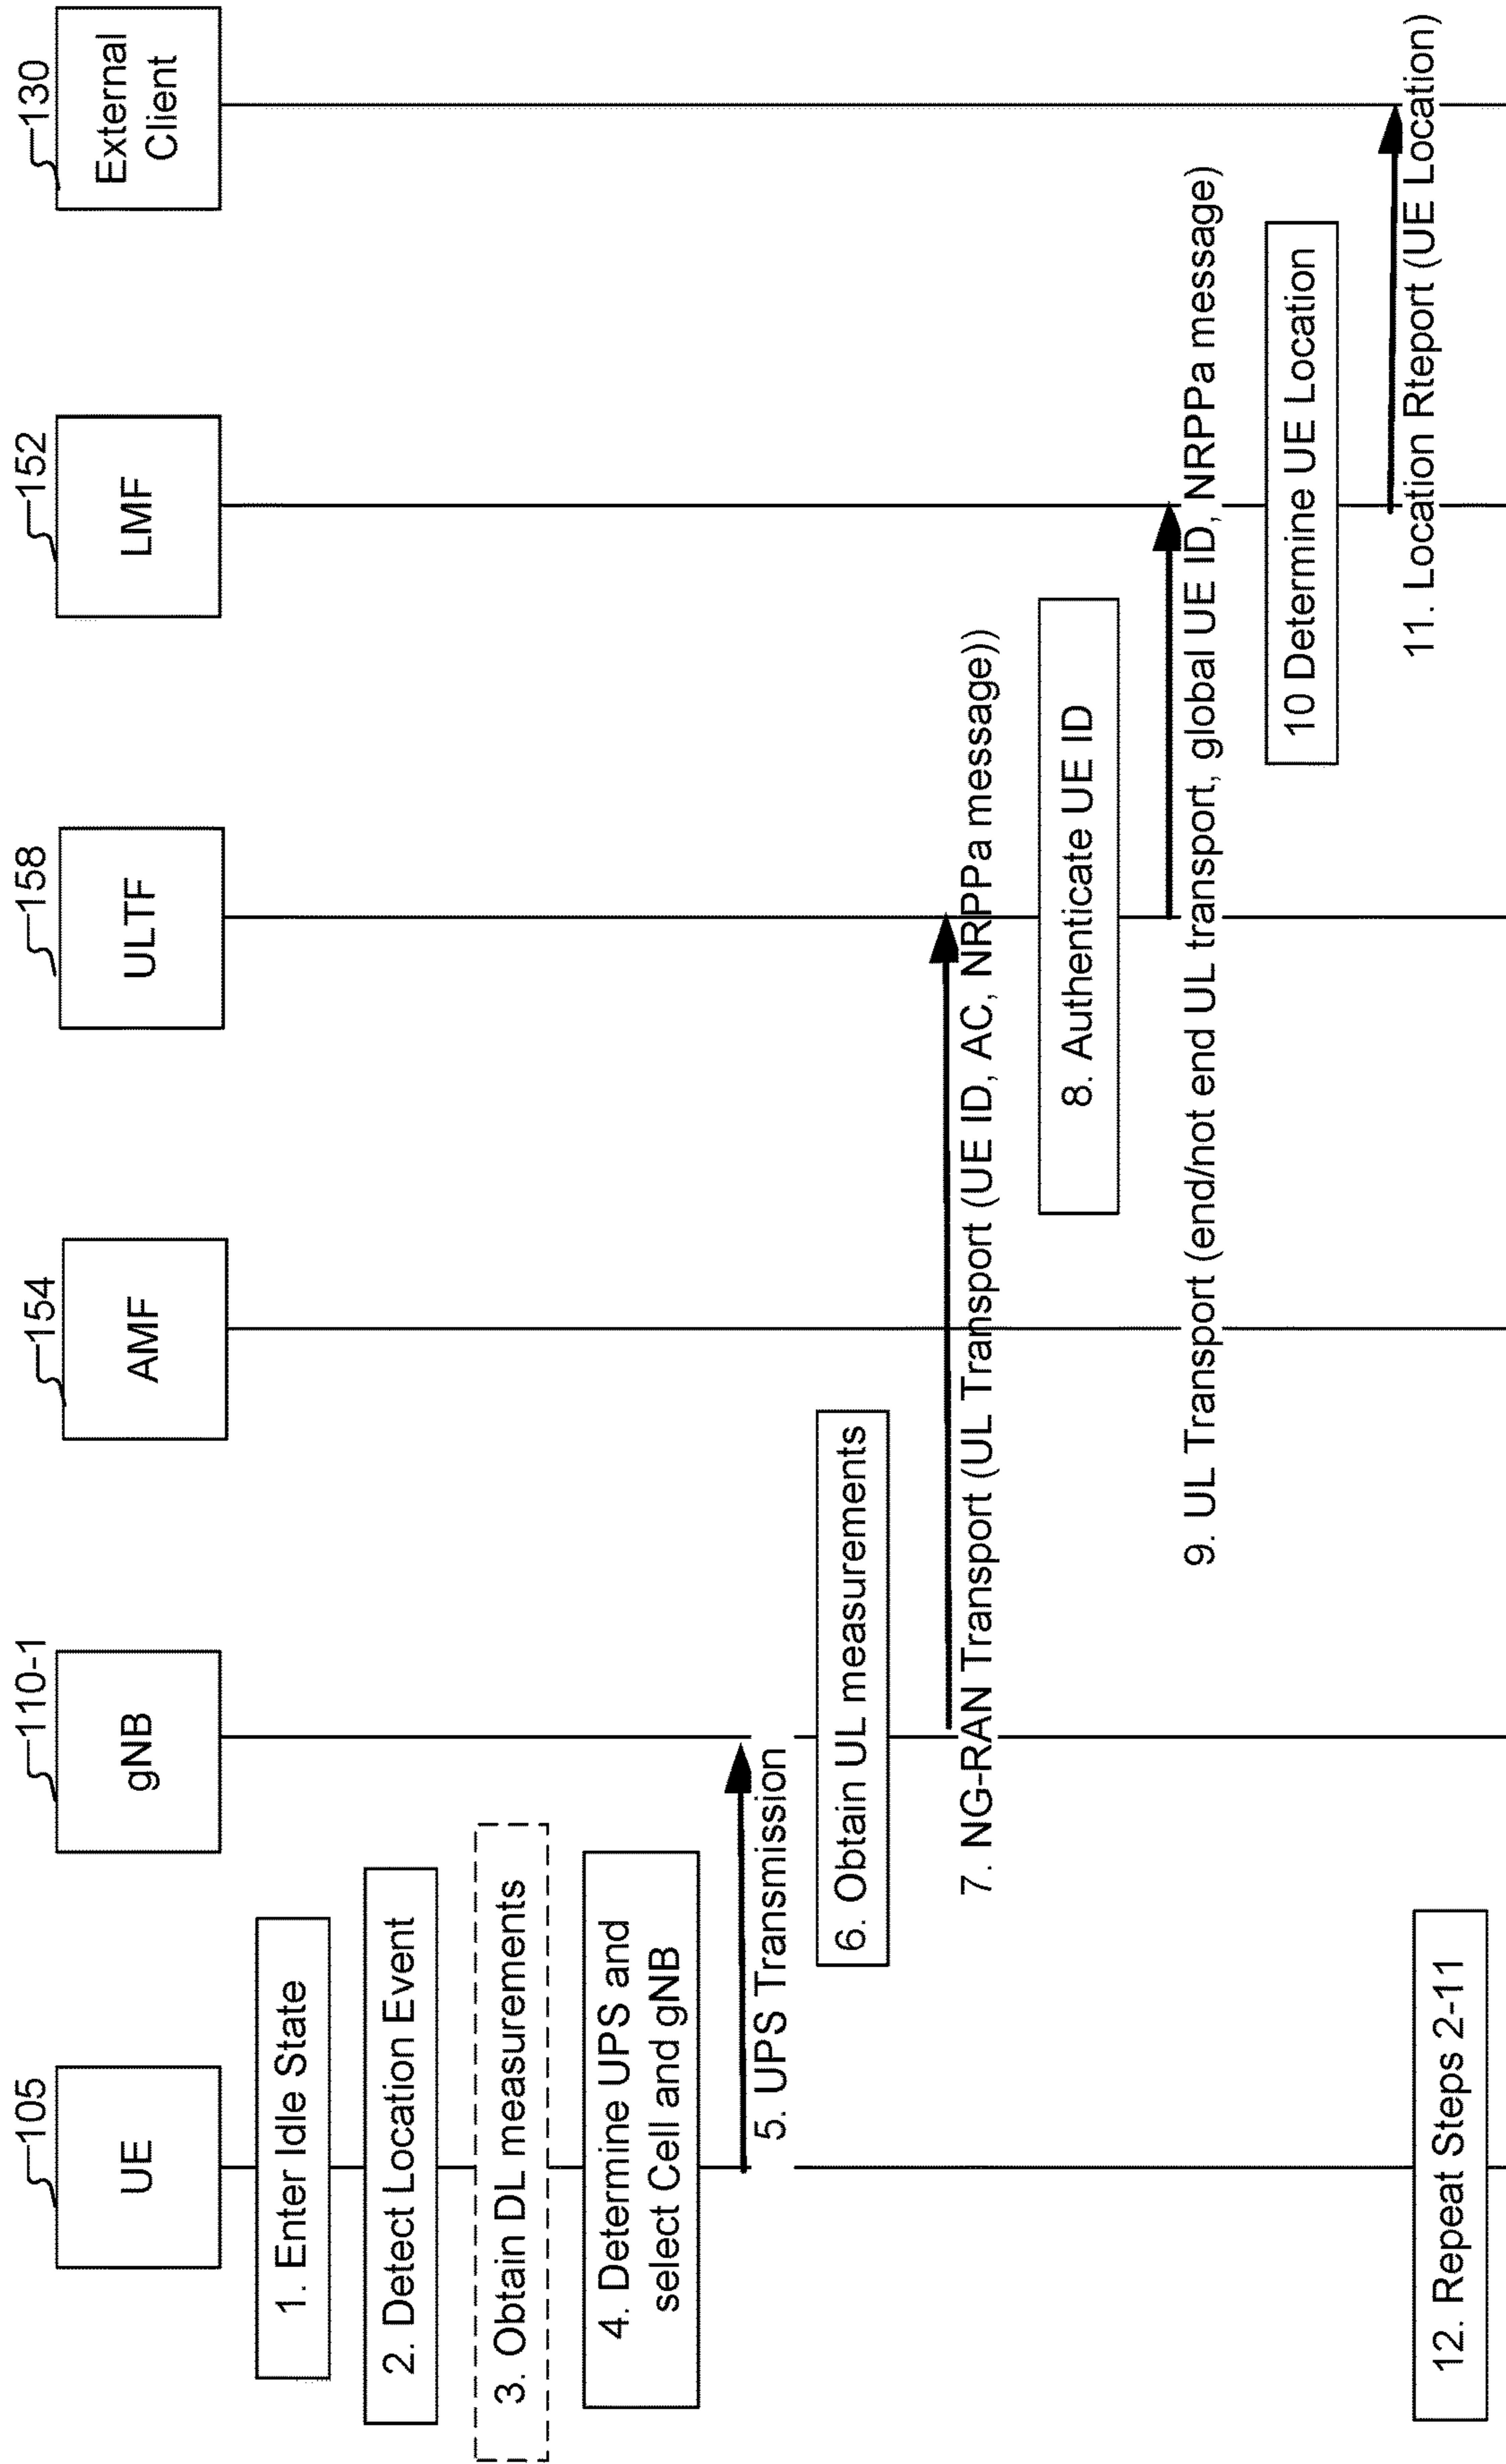 105
110-1
154
158
152
130
UE
gNB
AMF
ULTF
LMF
External
Client
1. Enter Idle State
2. Detect Location Event
3. Obtain DL measurements
4. Determine UPS and
select Cell and gNB
5. UPS Transmission
6. Obtain UL measurements
7. NG-RAN Transport (UL Transport (UE ID, AC, NRPPa message))
8. Authenticate UE ID
9. UL Transport (end/not end UL transport, global UE ID, NRPPa message)
10 Determine UE Location
11. Location Rteport (UE Location)
12. Repeat Steps 2-11